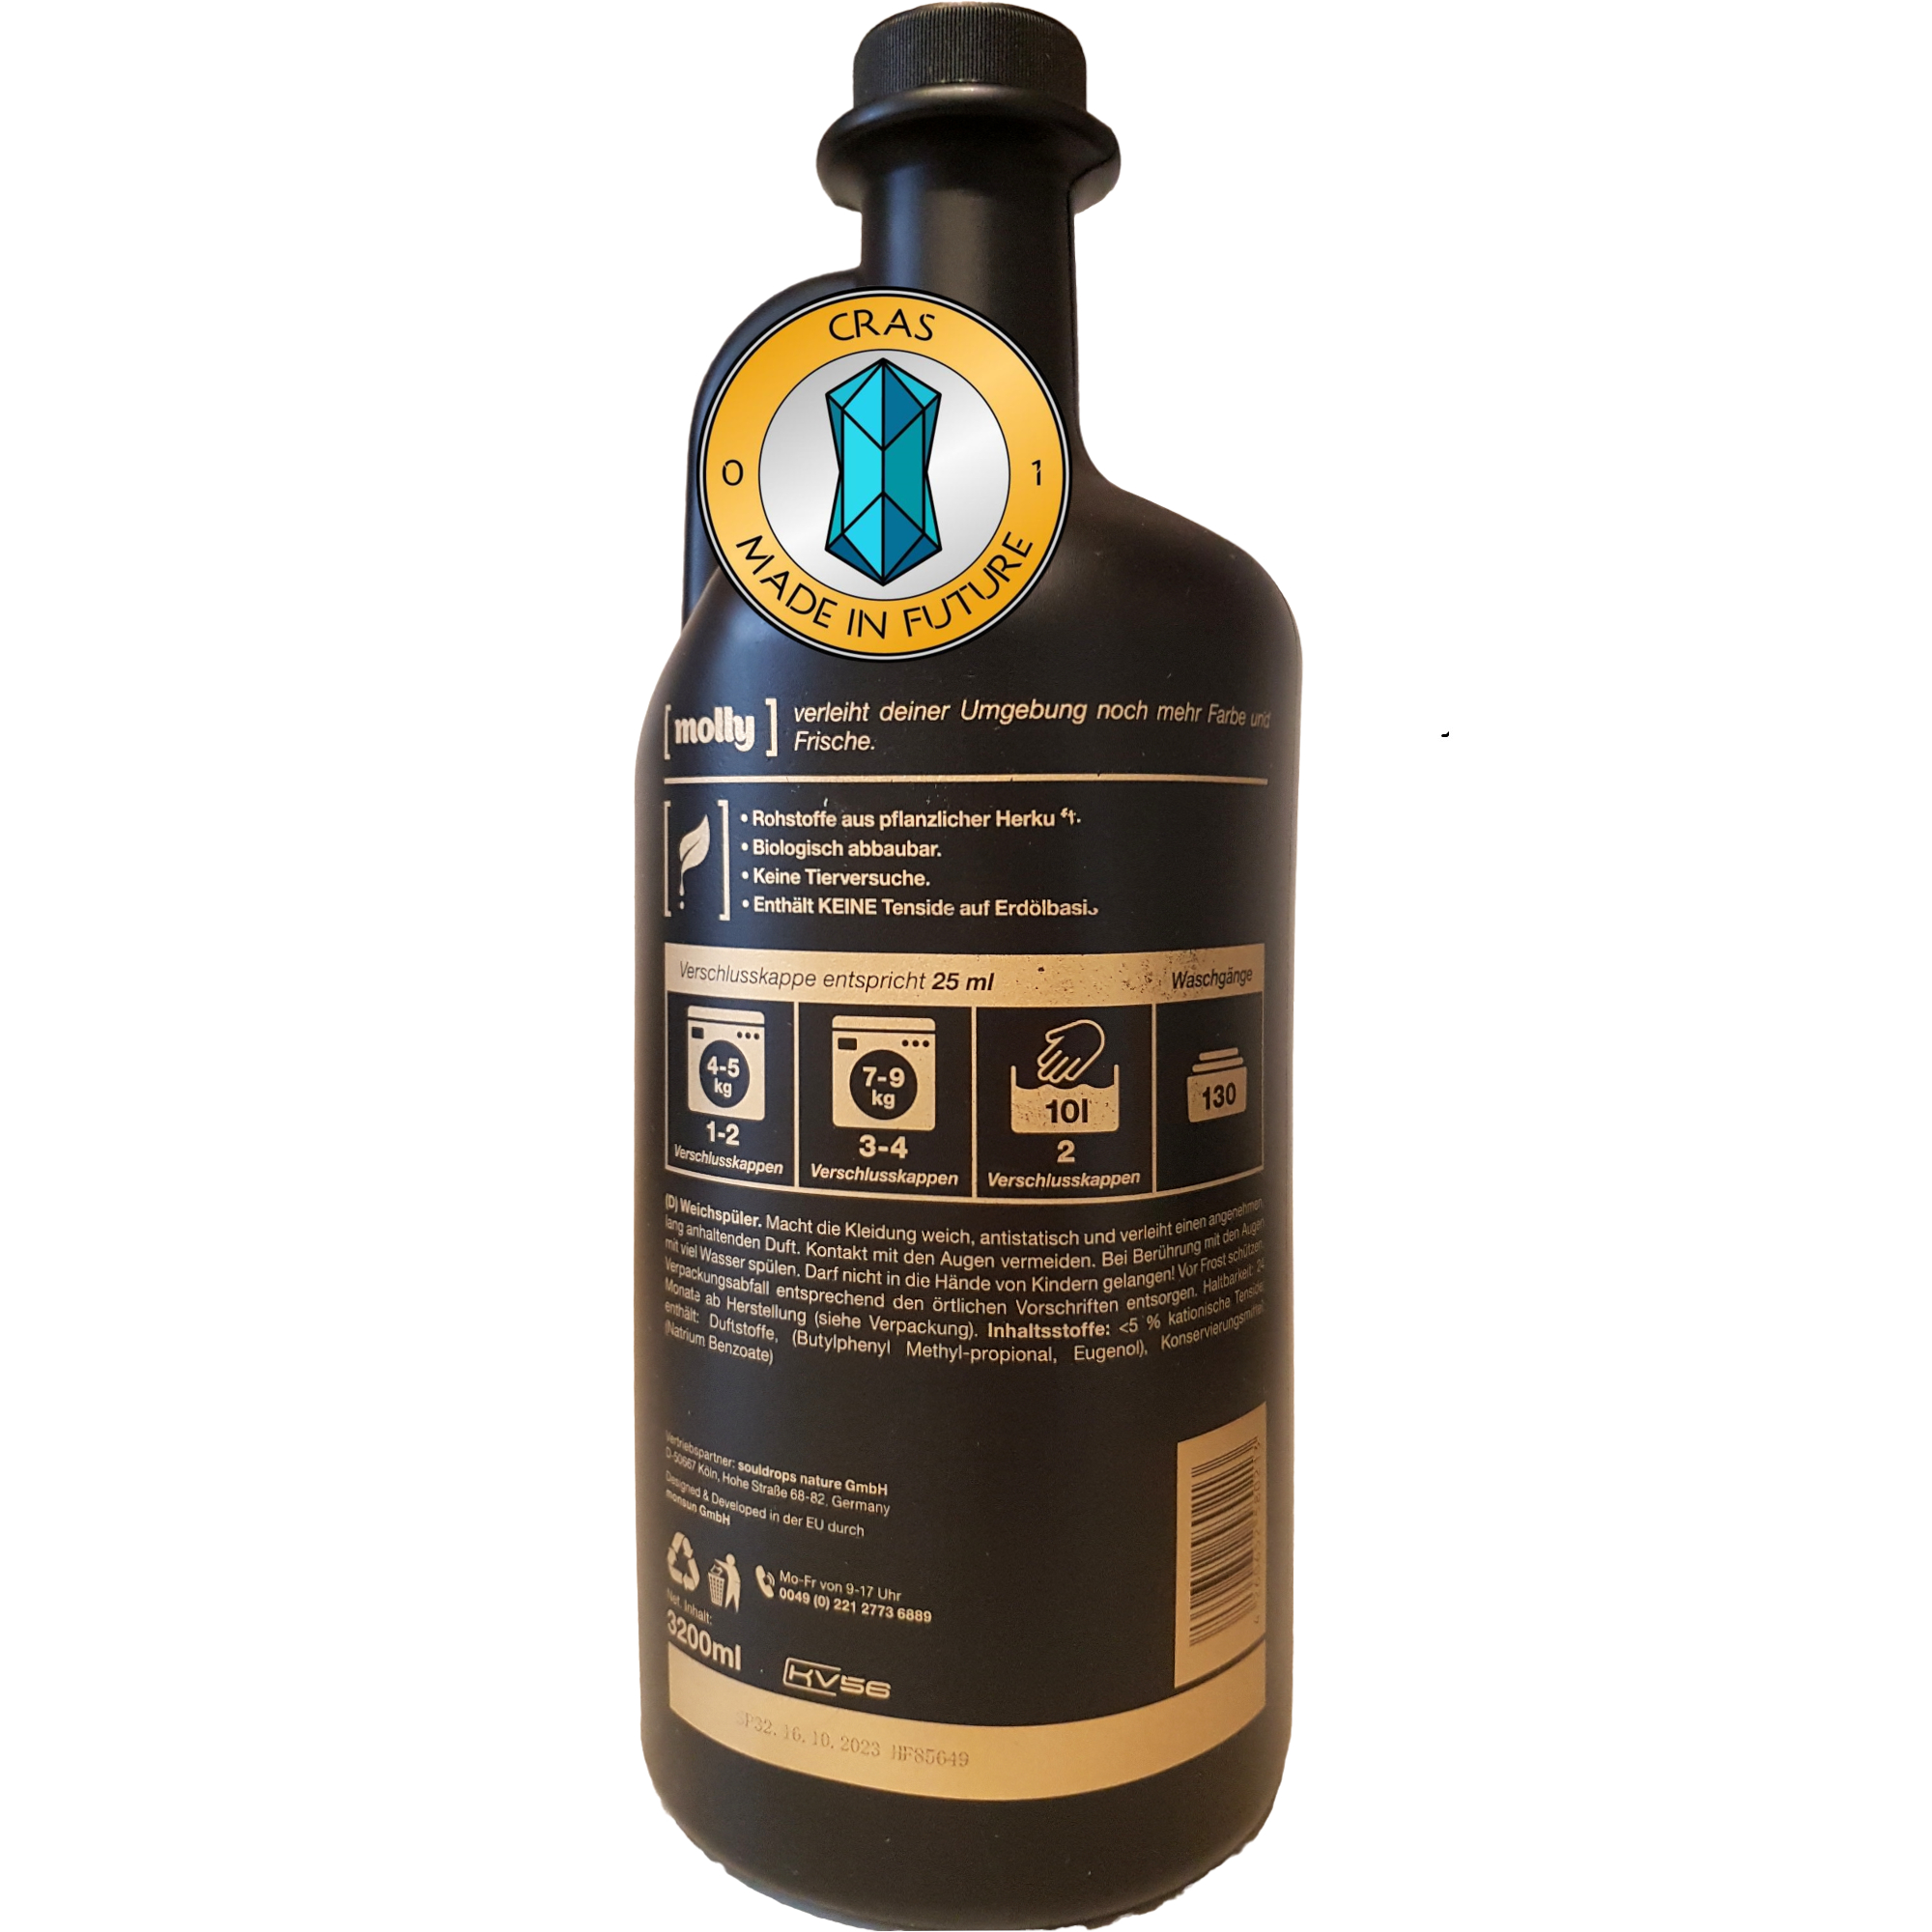 CRAS
0 1
MADE IN FUTURE
[molly] verleiht deiner Umgebung noch mehr Farbe und
Frische.
• Rohstoffe aus pflanzlicher
• Biologisch abbaubar.
• Keine Tierversuche.
• Enthält KEINE Tenside auf
Verschlusskappe entspricht 25 ml
Waschgänge
4-5
kg
1-2
Verschlusskappen
7-9
kg
3-4
Verschlusskappen
10l
2
Verschlusskappen
130
(D) Weichspüler. Macht die Kleidung weich, antistatisch und verleiht einen angenehmen,
lang anhaltenden Duft. Kontakt mit den Augen vermeiden. Bei Berührung mit den Augen
mit viel Wasser spülen. Darf nicht in die Hände von Kindern gelangen! Vor Frost schützen.
Verpackungsabfall entsprechend den örtlichen Vorschriften entsorgen. Haltbarkeit: 24
Monate ab Herstellung (siehe Verpackung). Inhaltsstoffe: <5 % kationische Tenside,
enthält: Duftstoffe, (Butylphenyl Methyl-propional, Eugenol), Konservierungsmittel,
(Natrium Benzoate)
Vertriebspartner: souldrops nature GmbH
D-50667 Köln, Hohe Straße 68-82, Germany
Designed & Developed in der EU durch
monsun GmbH
Mo-Fr von 9-17 Uhr
0049 (0) 221 2773 6889
Net. Inhalt:
3200ml
KV56
SP32. 16. 10. 2023 HF85649